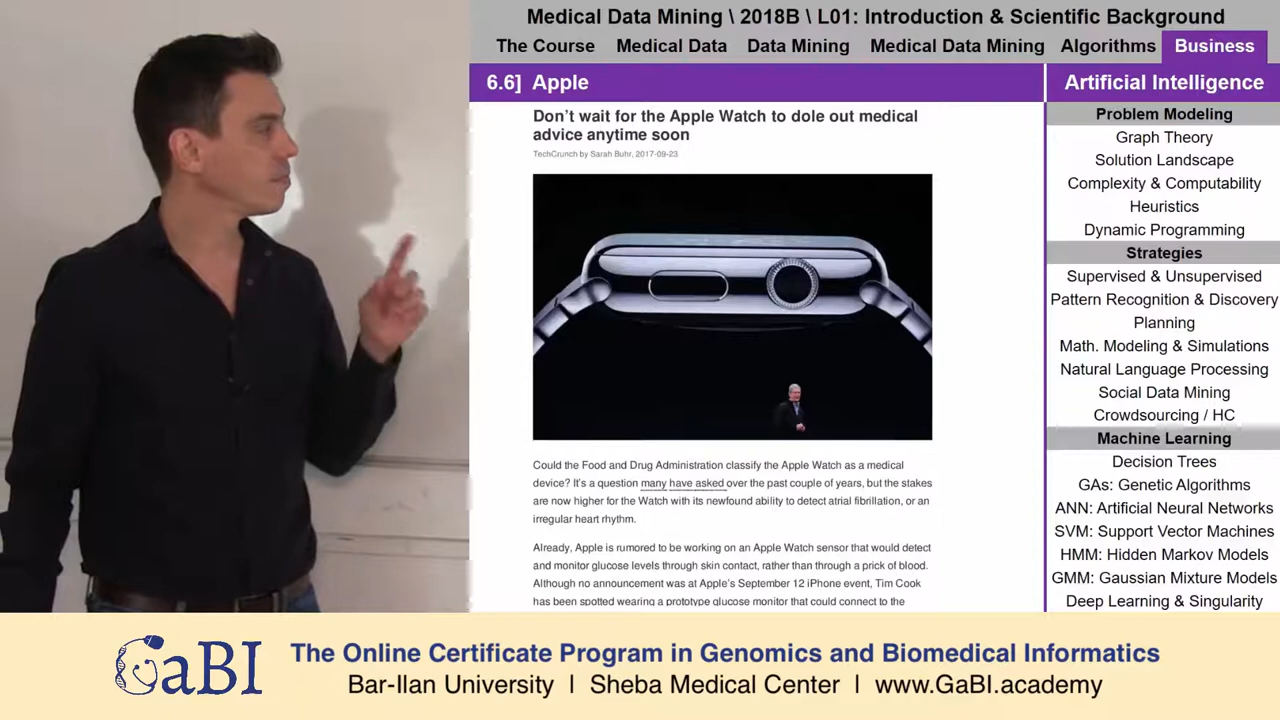 Medical Data Mining \ 2018B \ L01: Introduction & Scientific Background
The Course Medical Data Data Mining Medical Data Mining Algorithms Business
6.6] Apple
Don’t wait for the Apple Watch to dole out medical
advice anytime soon
TechCrunch by Sarah Buhr, 2017-09-23
Could the Food and Drug Administration classify the Apple Watch as a medical
device? It’s a question many have asked over the past couple of years, but the stakes
are now higher for the Watch with its newfound ability to detect atrial fibrillation, or an
irregular heart rhythm.
Already, Apple is rumored to be working on an Apple Watch sensor that would detect
and monitor glucose levels through skin contact, rather than through a prick of blood.
Although no announcement was at Apple’s September 12 iPhone event, Tim Cook
has been spotted wearing a prototype glucose monitor that could connect to the
Artificial Intelligence
Problem Modeling
Graph Theory
Solution Landscape
Complexity & Computability
Heuristics
Dynamic Programming
Strategies
Supervised & Unsupervised
Pattern Recognition & Discovery
Planning
Math. Modeling & Simulations
Natural Language Processing
Social Data Mining
Crowdsourcing / HC
Machine Learning
Decision Trees
GAs: Genetic Algorithms
ANN: Artificial Neural Networks
SVM: Support Vector Machines
HMM: Hidden Markov Models
GMM: Gaussian Mixture Models
Deep Learning & Singularity
GaBI
The Online Certificate Program in Genomics and Biomedical Informatics
Bar-Ilan University | Sheba Medical Center | www.GaBI.academy